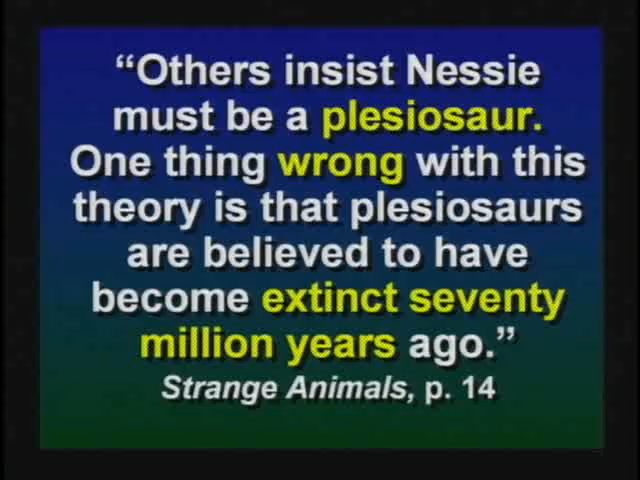 “Others insist Nessie
must be a plesiosaur.
One thing wrong with this
theory is that plesiosaurs
are believed to have
become extinct seventy
million years ago.”
Strange Animals, p. 14